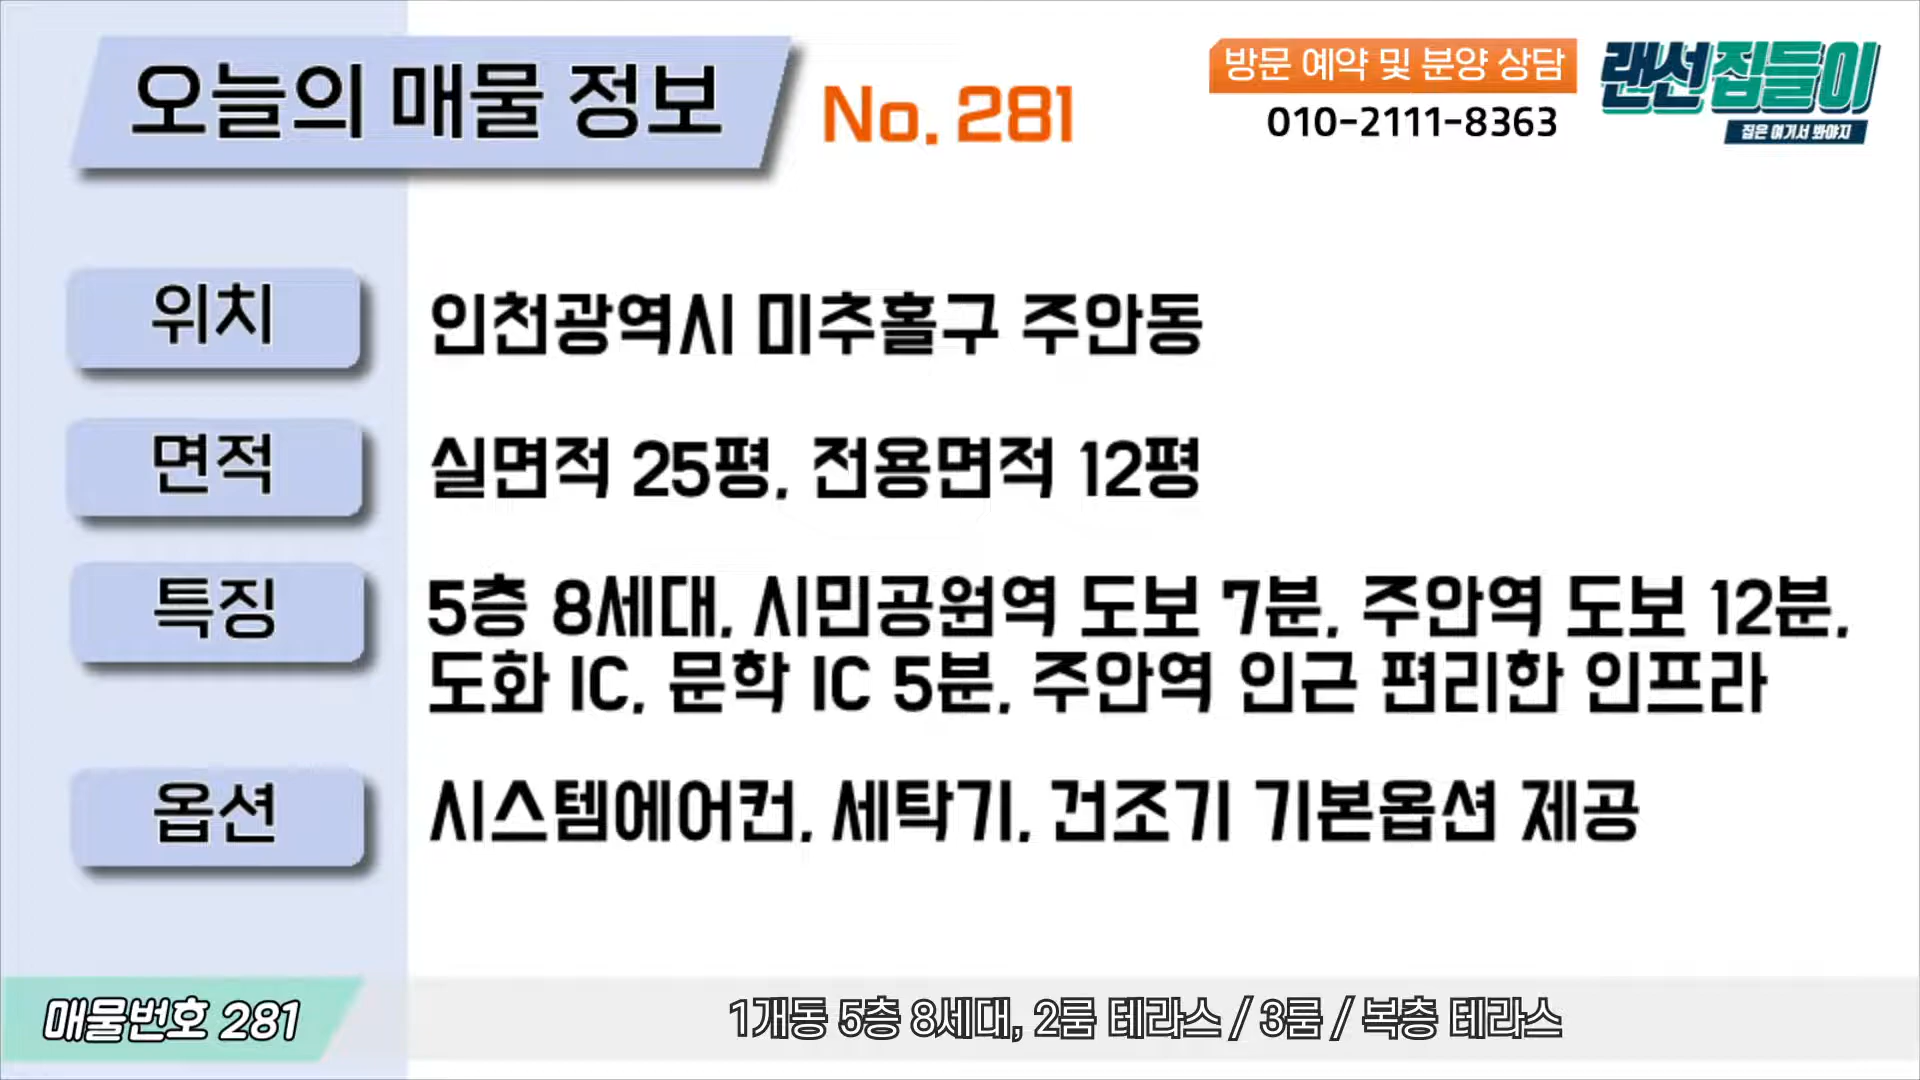 오늘의 매물 정보
No. 281
방문 예약 및 분양 상담
010-2111-8363
랜선집들이
집은 여기서 봐야지
위치
인천광역시 미추홀구 주안동
면적
실면적 25평, 전용면적 12평
특징
5층 8세대, 시민공원역 도보 7분, 주안역 도보 12분,
도화 IC, 문학 IC 5분, 주안역 인근 편리한 인프라
옵션
시스템에어컨, 세탁기, 건조기 기본옵션 제공
매물번호 281
1개동 5층 8세대, 2룸 테라스 / 3룸 / 복층 테라스